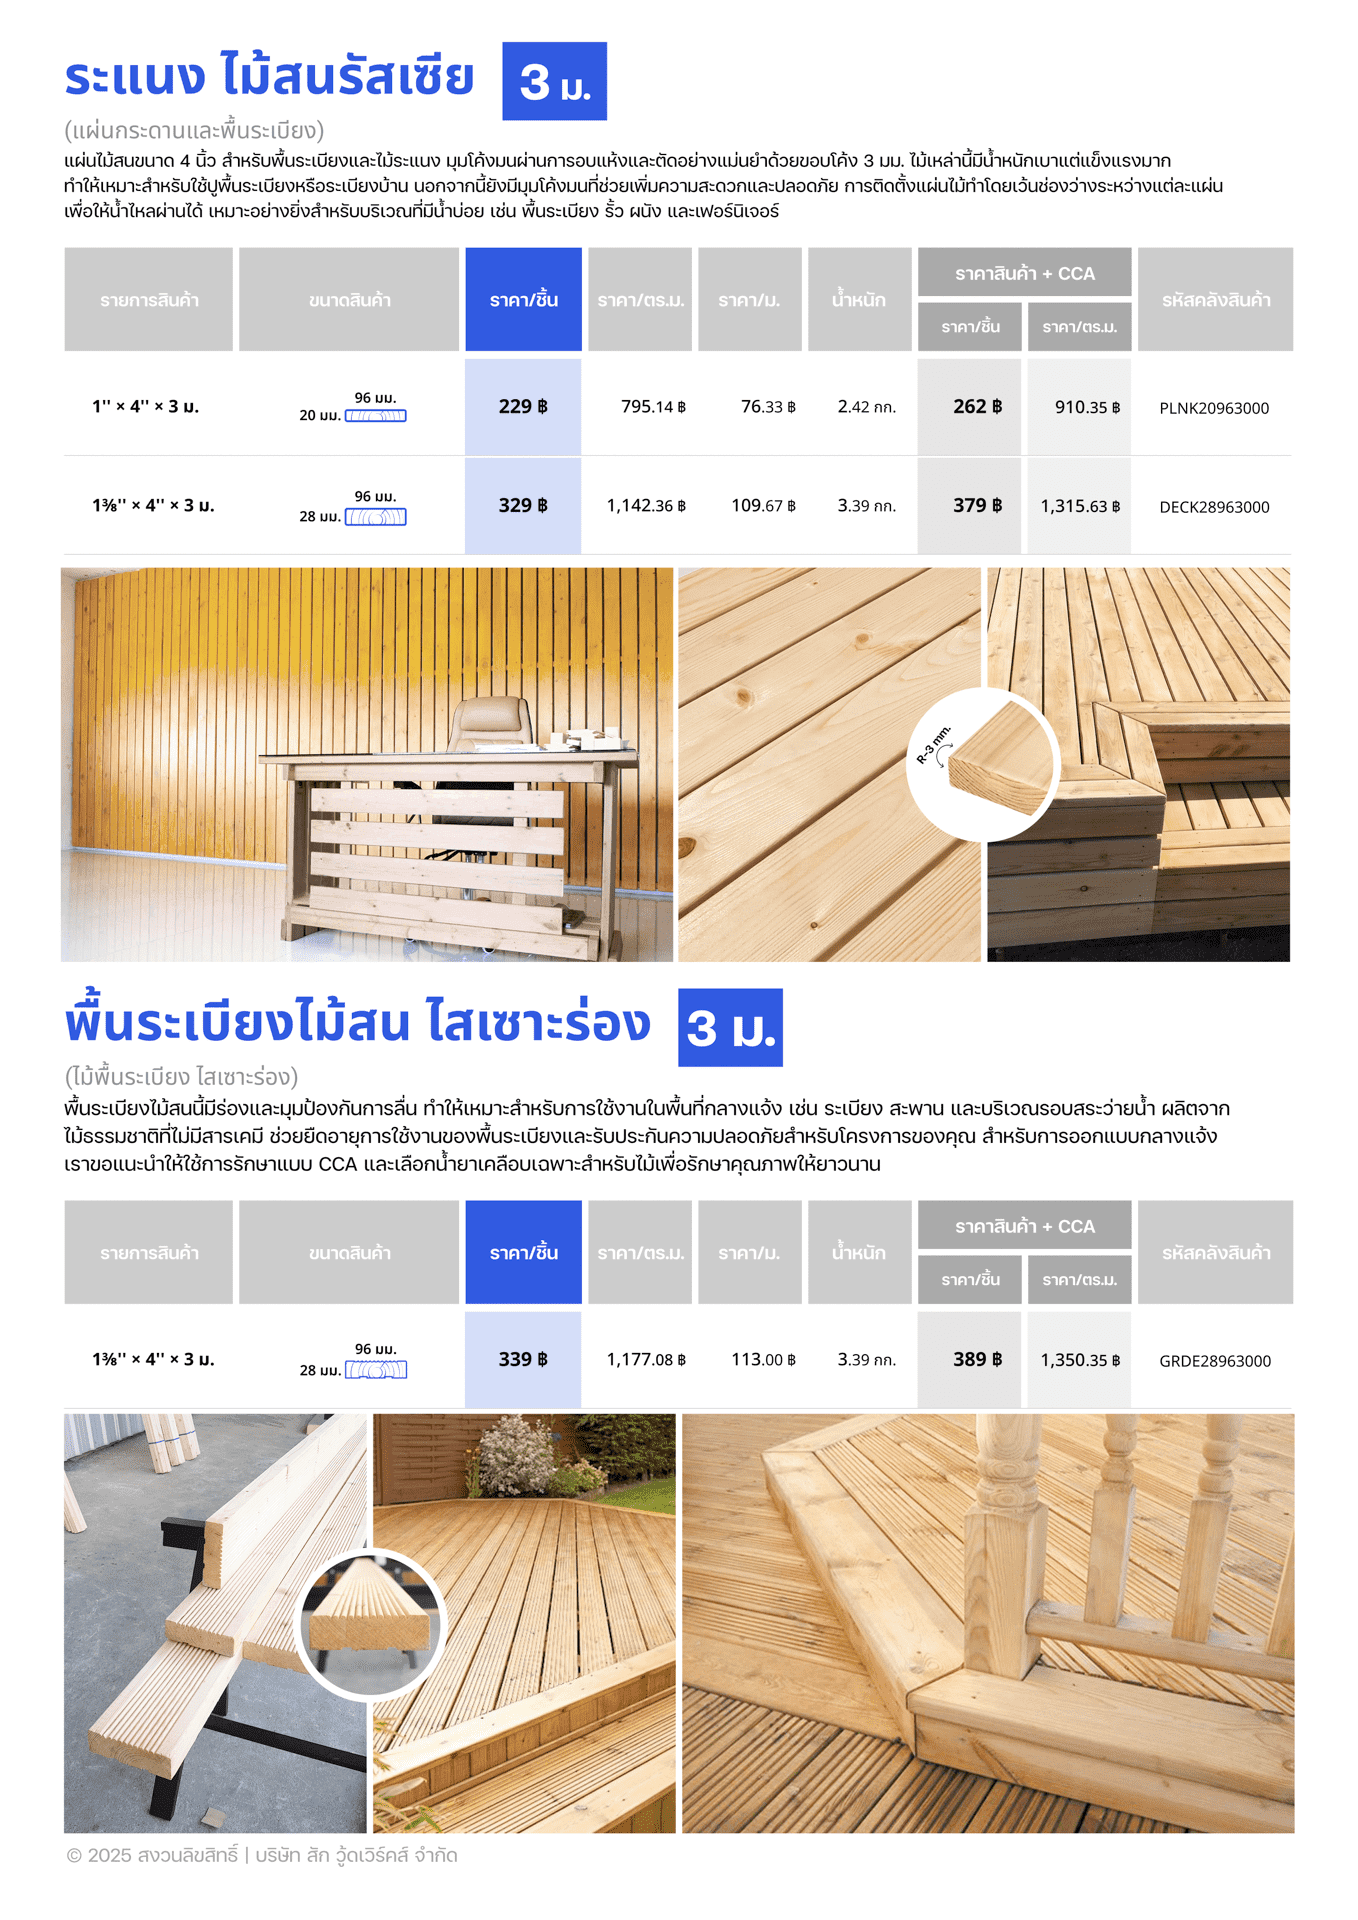 ระแนง ไม้สนรัสเซีย 3 ม.
(แผ่นกระดานและพื้นระเบียง)
แผ่นไม้สนขนาด 4 นิ้ว สำหรับพื้นระเบียงและไม้ระแนง มุมโค้งมนผ่านการอบแห้งและตัดอย่างแม่นยำด้วยขอบโค้ง 3 มม. ไม้เหล่านี้มีน้ำหนักเบาแต่แข็งแรงมาก
ทำให้เหมาะสำหรับใช้ปูพื้นระเบียงหรือระเบียงบ้าน นอกจากนี้ยังมีมุมโค้งมนที่ช่วยเพิ่มความสะดวกและปลอดภัย การติดตั้งแผ่นไม้ทำโดยเว้นช่องว่างระหว่างแต่ละแผ่น
เพื่อให้น้ำไหลผ่านได้ เหมาะอย่างยิ่งสำหรับบริเวณที่มีน้ำบ่อย เช่น พื้นระเบียง รั้ว ผนัง และเฟอร์นิเจอร์
รายการสินค้า ขนาดสินค้า ราคา/ชิ้น ราคา/ตร.ม. ราคา/ม. น้ำหนัก ราคาสินค้า + CCA รหัสคลังสินค้า
ราคา/ชิ้น ราคา/ตร.ม.
96 มม.
1'' × 4'' × 3 ม. 20 มม. 229 ฿ 795.14 ฿ 76.33 ฿ 2.42 กก. 262 ฿ 910.35 ฿ PLNK20963000
96 มม.
1⅜'' × 4'' × 3 ม. 28 มม. 329 ฿ 1,142.36 ฿ 109.67 ฿ 3.39 กก. 379 ฿ 1,315.63 ฿ DECK28963000
R-3 mm.
พื้นระเบียงไม้สน ไสเซาะร่อง 3 ม.
(ไม้พื้นระเบียง ไสเซาะร่อง)
พื้นระเบียงไม้สนนี้มีร่องและมุมป้องกันการลื่น ทำให้เหมาะสำหรับการใช้งานในพื้นที่กลางแจ้ง เช่น ระเบียง สะพาน และบริเวณรอบสระว่ายน้ำ ผลิตจาก
ไม้ธรรมชาติที่ไม่มีสารเคมี ช่วยยืดอายุการใช้งานของพื้นระเบียงและรับประกันความปลอดภัยสำหรับโครงการของคุณ สำหรับการออกแบบกลางแจ้ง
เราขอแนะนำให้ใช้การรักษาแบบ CCA และเลือกน้ำยาเคลือบเฉพาะสำหรับไม้เพื่อรักษาคุณภาพให้ยาวนาน
รายการสินค้า ขนาดสินค้า ราคา/ชิ้น ราคา/ตร.ม. ราคา/ม. น้ำหนัก ราคาสินค้า + CCA รหัสคลังสินค้า
ราคา/ชิ้น ราคา/ตร.ม.
96 มม.
1⅜'' × 4'' × 3 ม. 28 มม. 339 ฿ 1,177.08 ฿ 113.00 ฿ 3.39 กก. 389 ฿ 1,350.35 ฿ GRDE28963000
© 2025 สงวนลิขสิทธิ์ | บริษัท สัก วู้ดเวิร์คส์ จำกัด